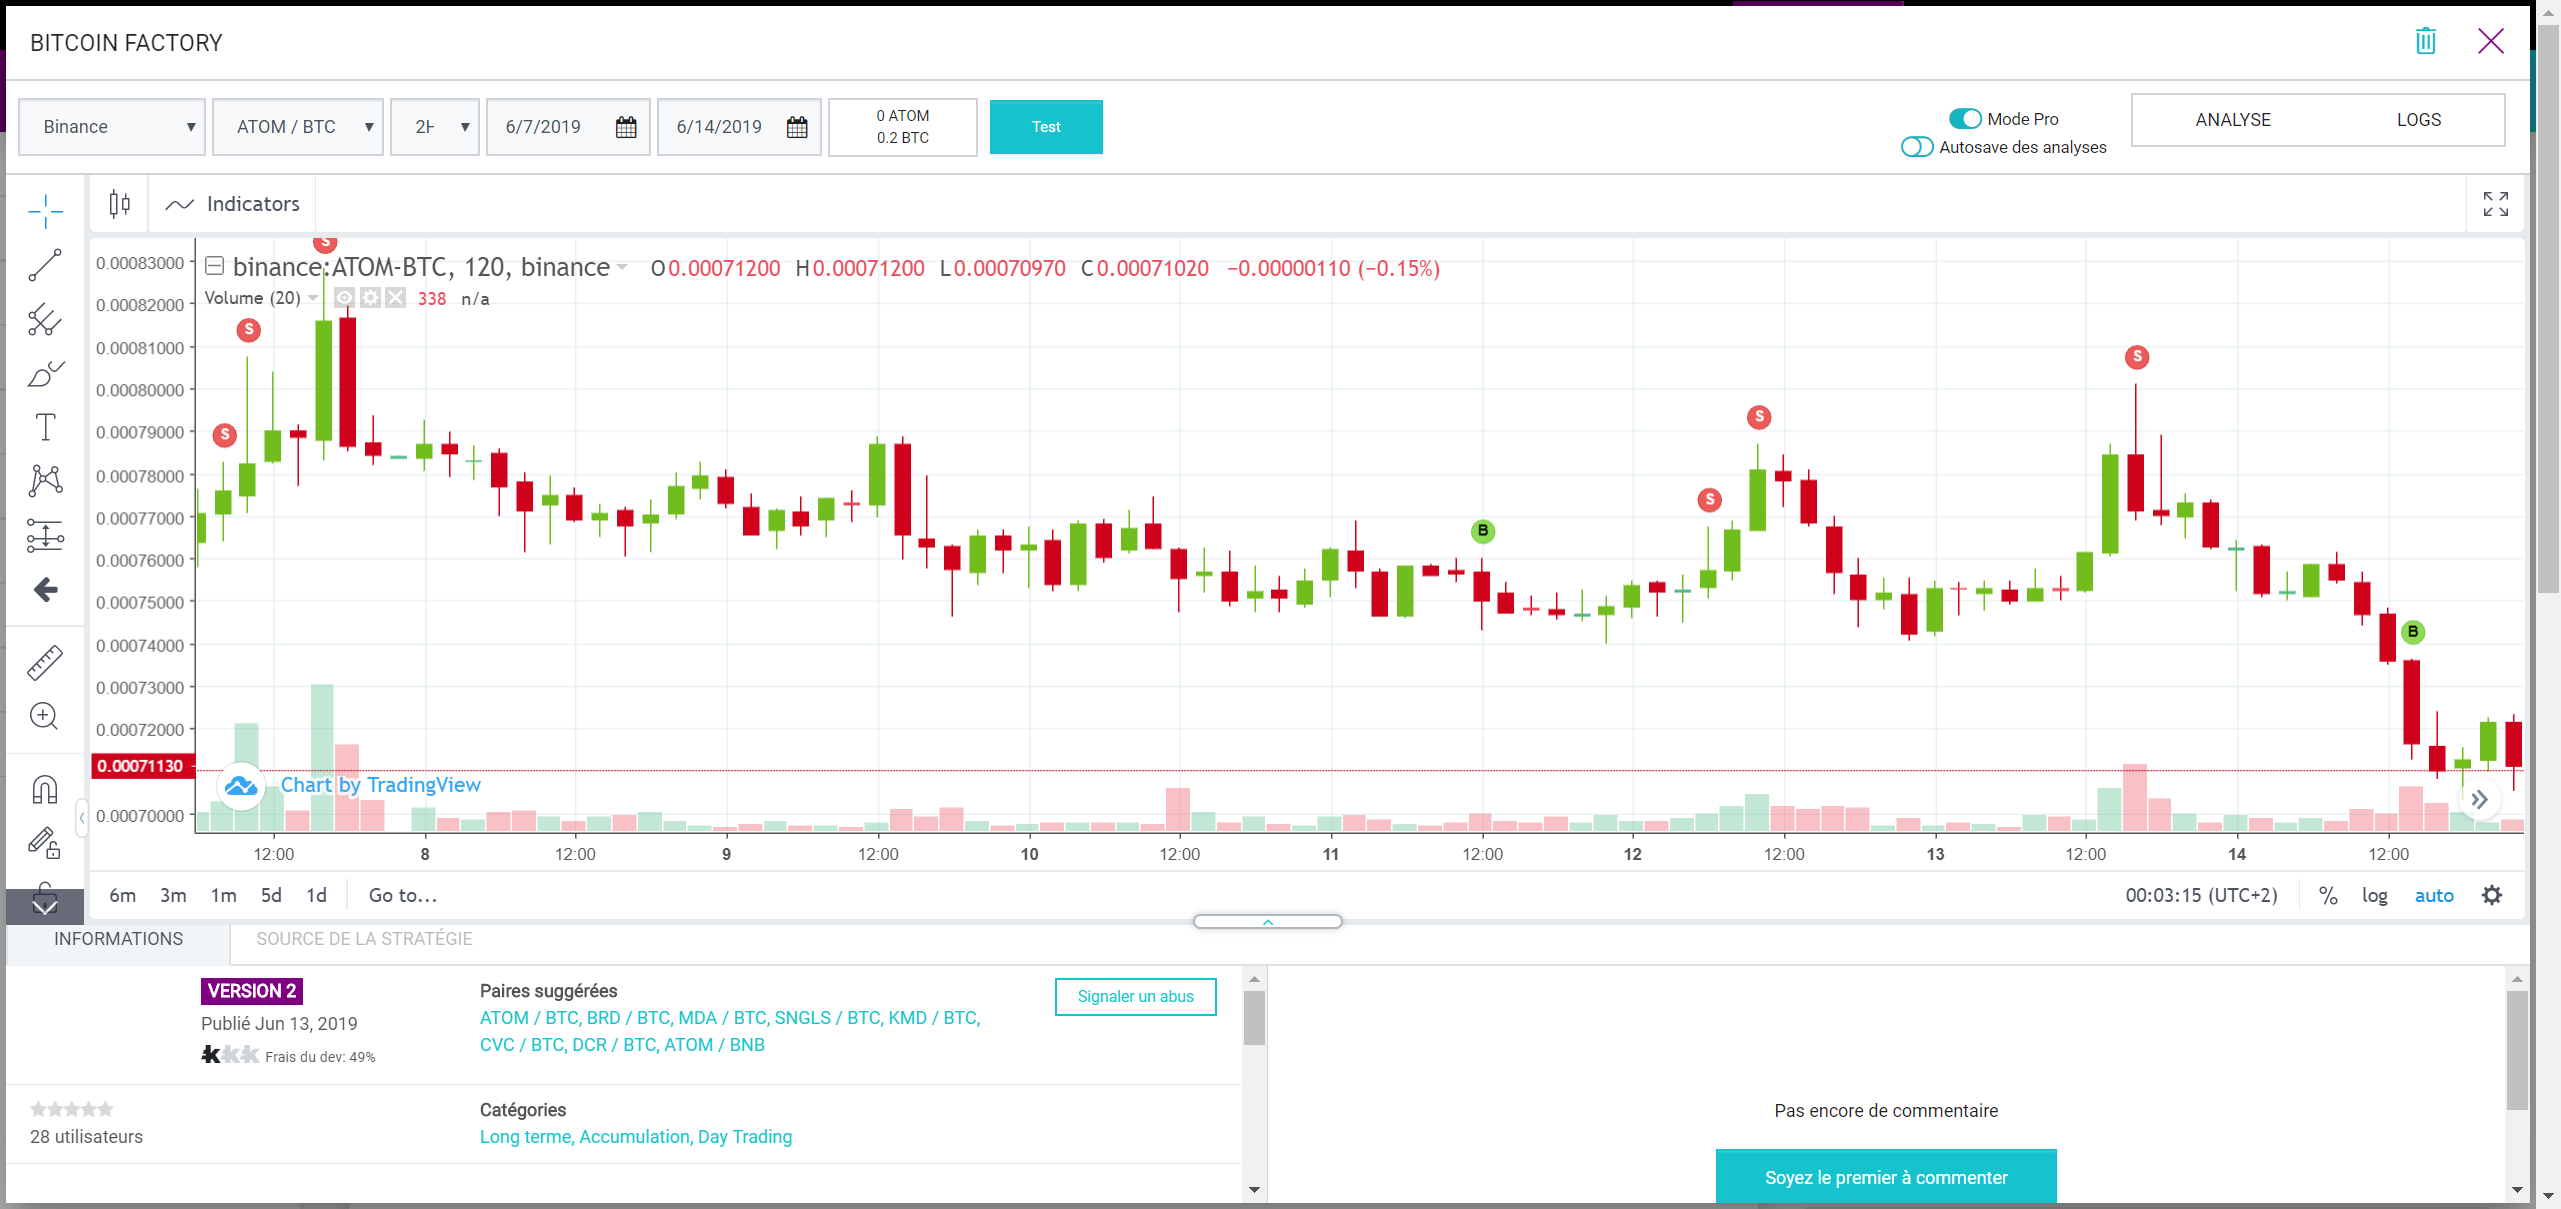 BITCOIN FACTORY
Binance
ATOM / BTC
6/7/2019
6/14/2019
0 ATOM
0.2 BTC
Test
Mode Pro
Autosave des analyses
ANALYSE
LOGS
Indicators
binance:ATOM-BTC, 120, binance
O0.00071200 H0.00071200 L0.00070970 C0.00071020 −0.00000110 (−0.15%)
Volume (20) 338 n/a
0.00083000
0.00082000
0.00081000
0.00080000
0.00079000
0.00078000
0.00077000
0.00076000
0.00075000
0.00074000
0.00073000
0.00072000
0.00071130
0.00070000
S
S
S
B
S
S
S
B
Chart by TradingView
12:00 8 12:00 9 12:00 10 12:00 11 12:00 12 12:00 13 12:00 14 12:00
6m 3m 1m 5d 1d Go to...
00:03:15 (UTC+2) % log auto
INFORMATIONS
SOURCE DE LA STRATÉGIE
VERSION 2
Publié Jun 13, 2019
Frais du dev: 49%
Paires suggérées
ATOM / BTC, BRD / BTC, MDA / BTC, SNGLS / BTC, KMD / BTC,
CVC / BTC, DCR / BTC, ATOM / BNB
Signaler un abus
28 utilisateurs
Catégories
Long terme, Accumulation, Day Trading
Pas encore de commentaire
Soyez le premier à commenter